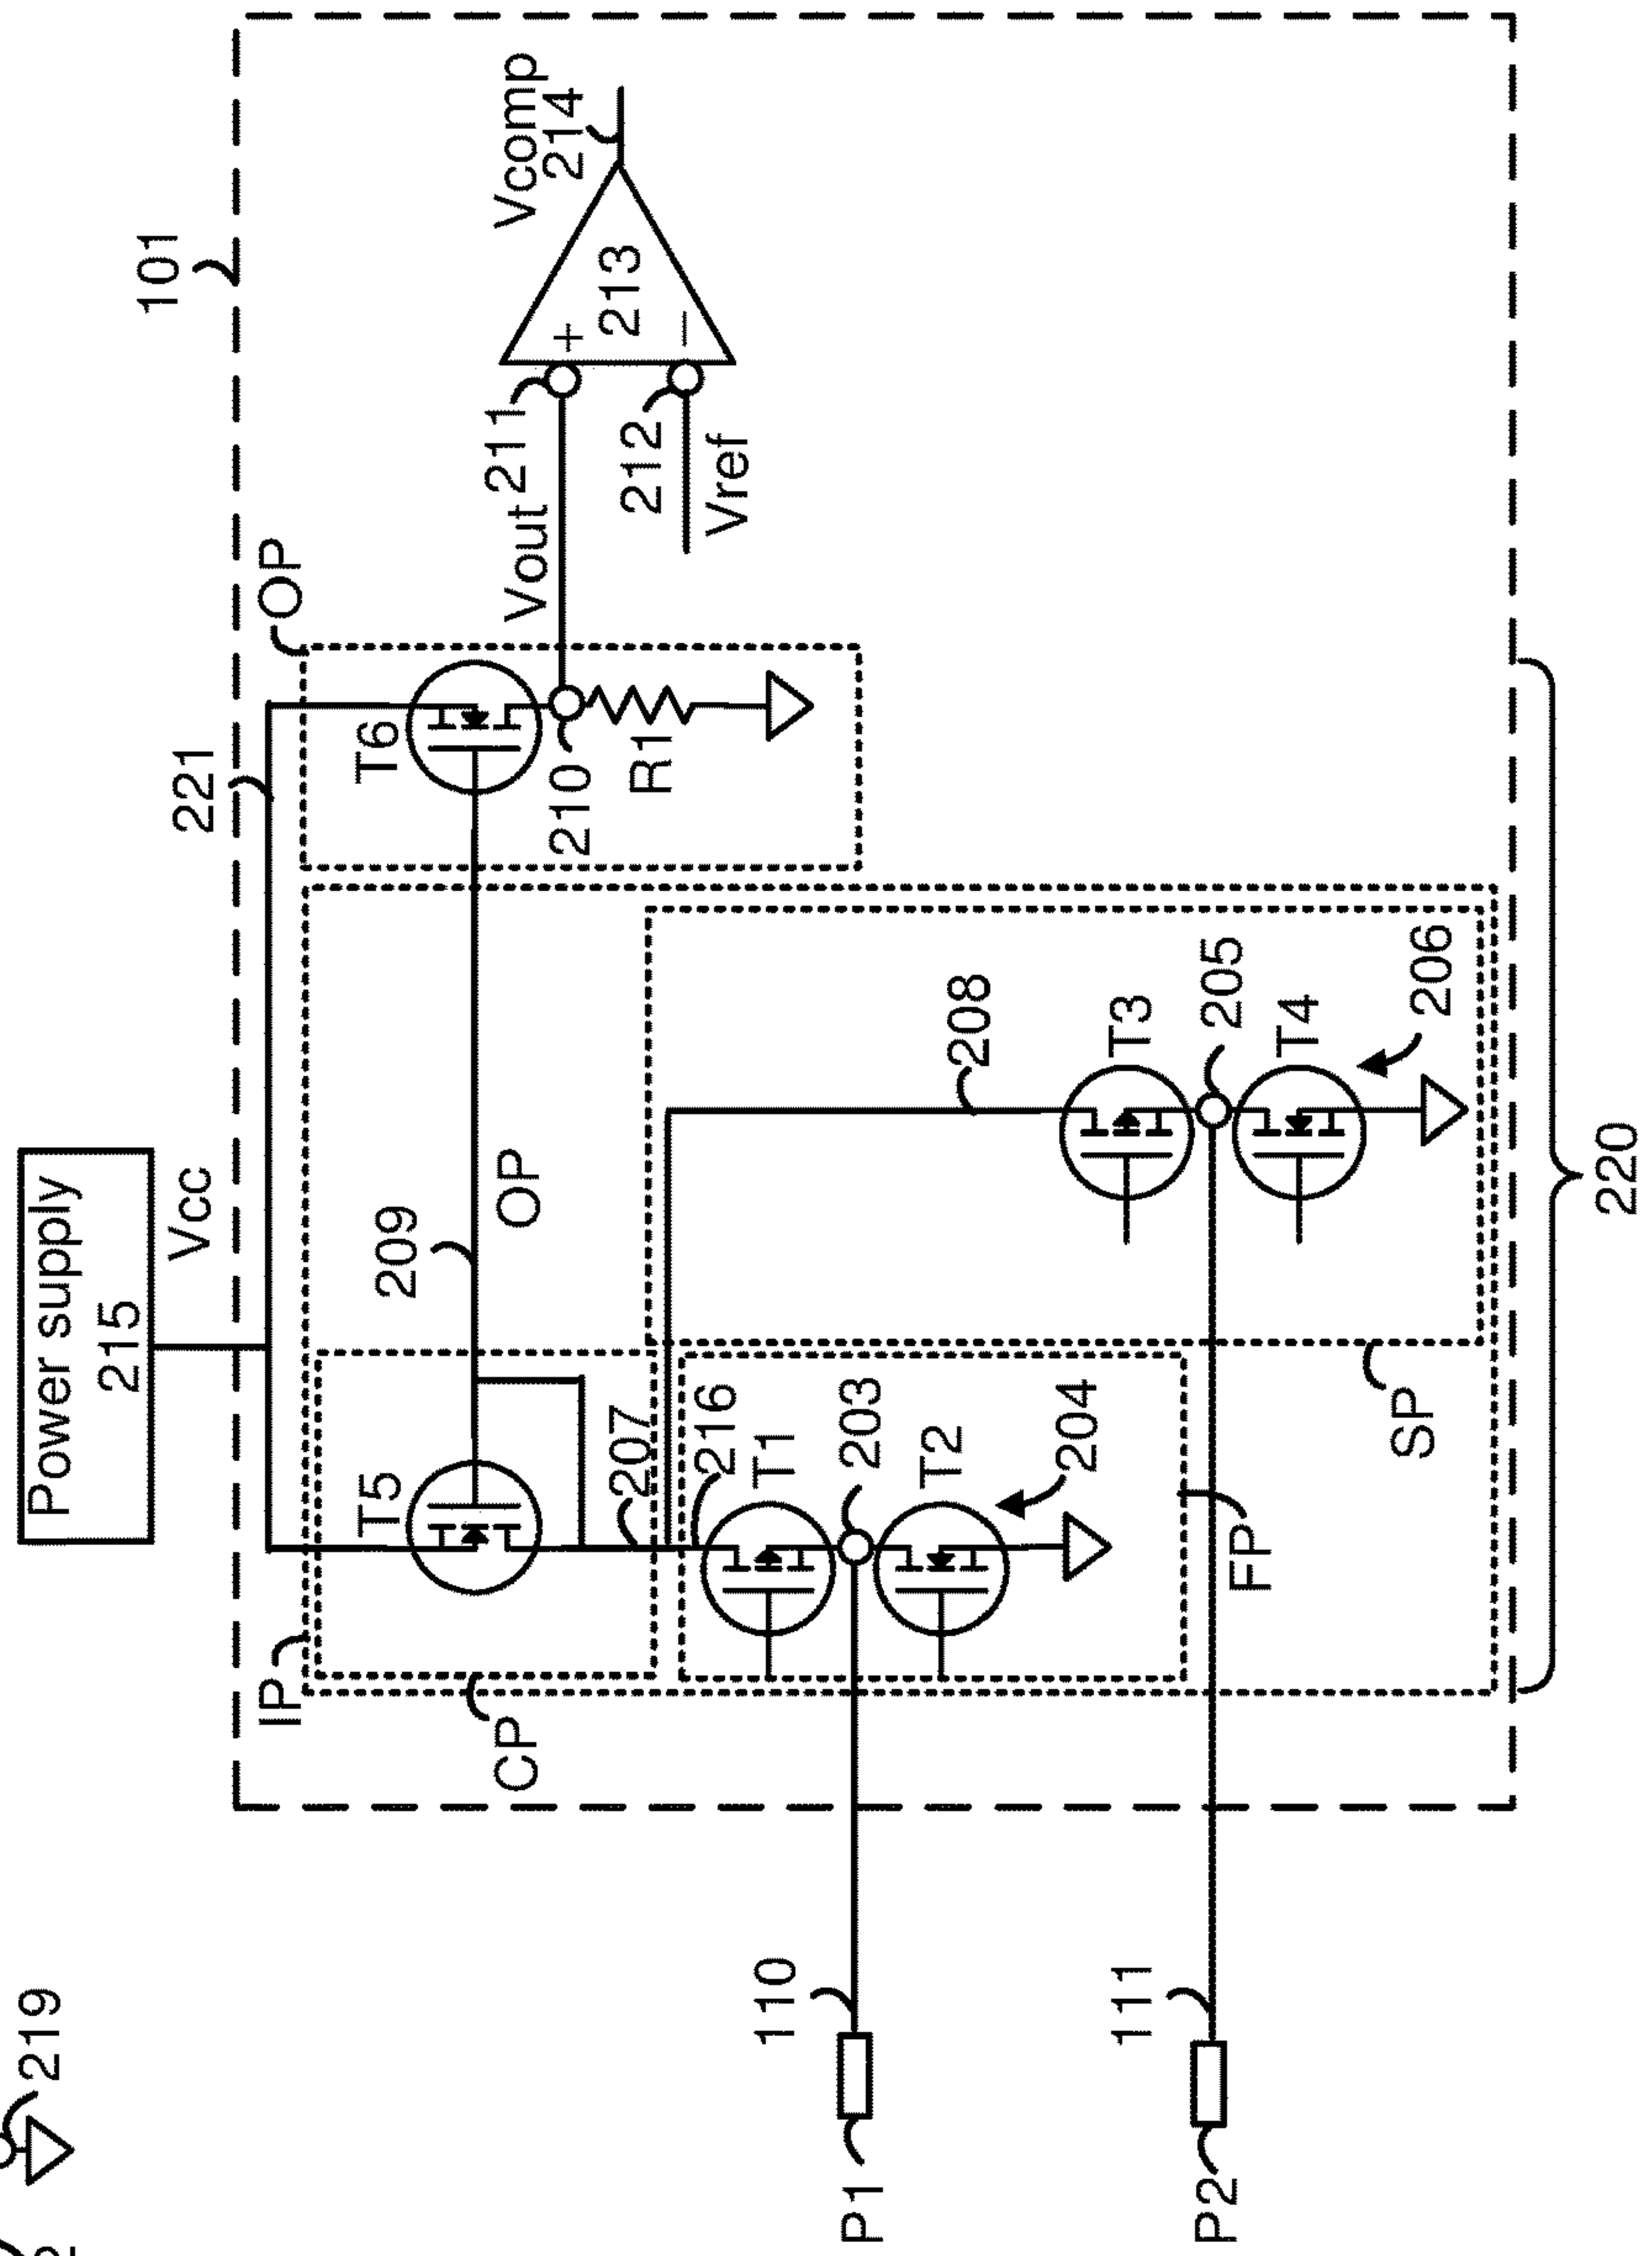 Power supply
215
Vcc
101
221
OP
IP
CP
T5
209
OP
T6
210
R1
Vout
211
212
Vref
+
−
213
Vcomp
214
207
216
T1
203
T2
204
FP
208
T3
205
T4
206
SP
220
110
P1
111
P2
219
2